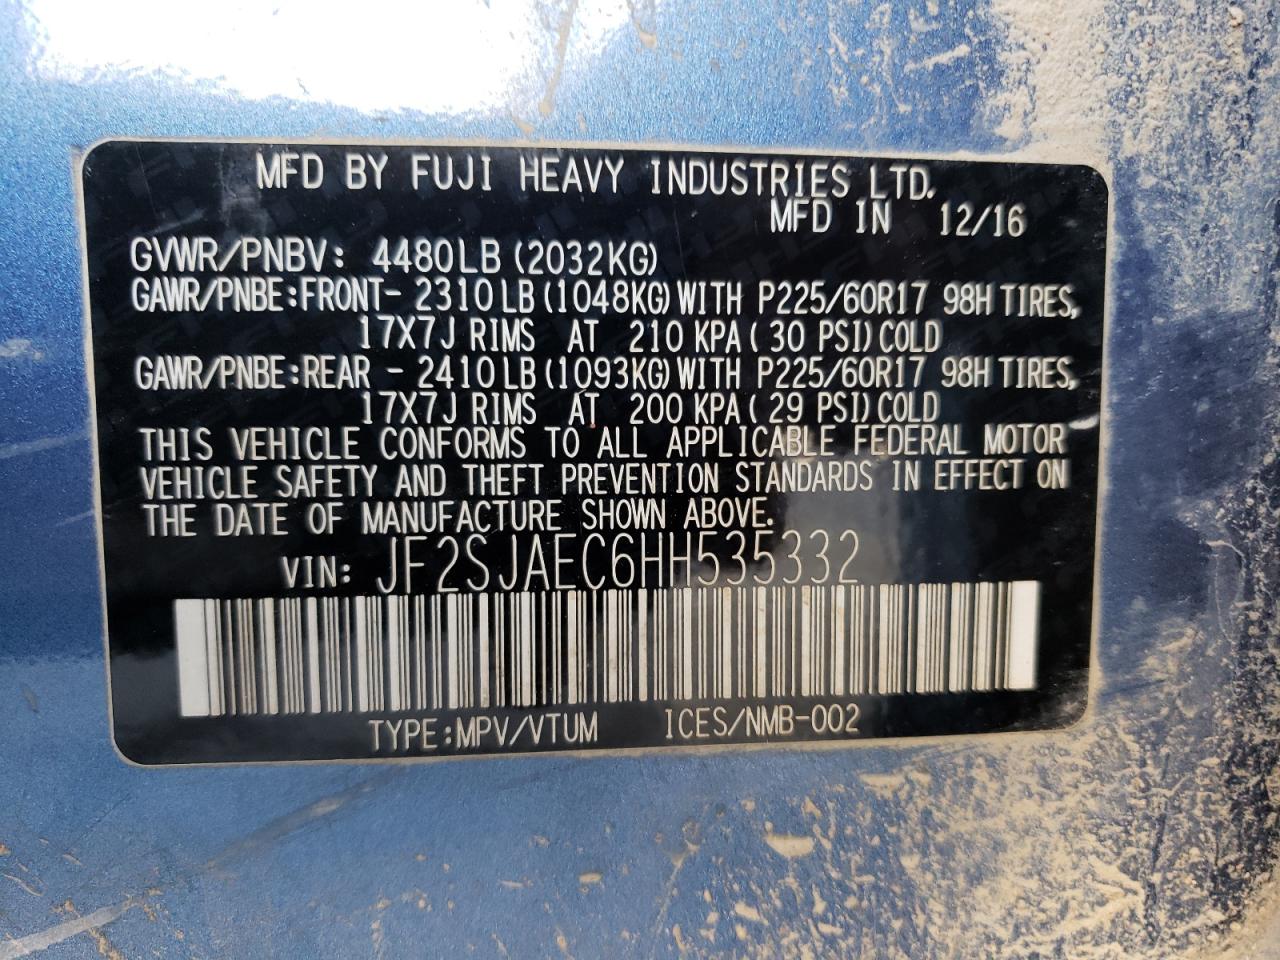 MFD BY FUJI HEAVY INDUSTRIES LTD.
MFD IN 12/16
GVWR/PNBV: 4480LB (2032KG)
GAWR/PNBE:FRONT- 2310LB (1048KG) WITH P225/60R17 98H TIRES,
17X7J RIMS AT 210 KPA ( 30 PSI) COLD
GAWR/PNBE:REAR - 2410LB (1093KG) WITH P225/60R17 98H TIRES,
17X7J RIMS AT 200 KPA ( 29 PSI) COLD
THIS VEHICLE CONFORMS TO ALL APPLICABLE FEDERAL MOTOR
VEHICLE SAFETY AND THEFT PREVENTION STANDARDS IN EFFECT ON
THE DATE OF MANUFACTURE SHOWN ABOVE.
VIN: JF2SJAEC6HH535332
TYPE:MPV/VTUM ICES/NMB-002